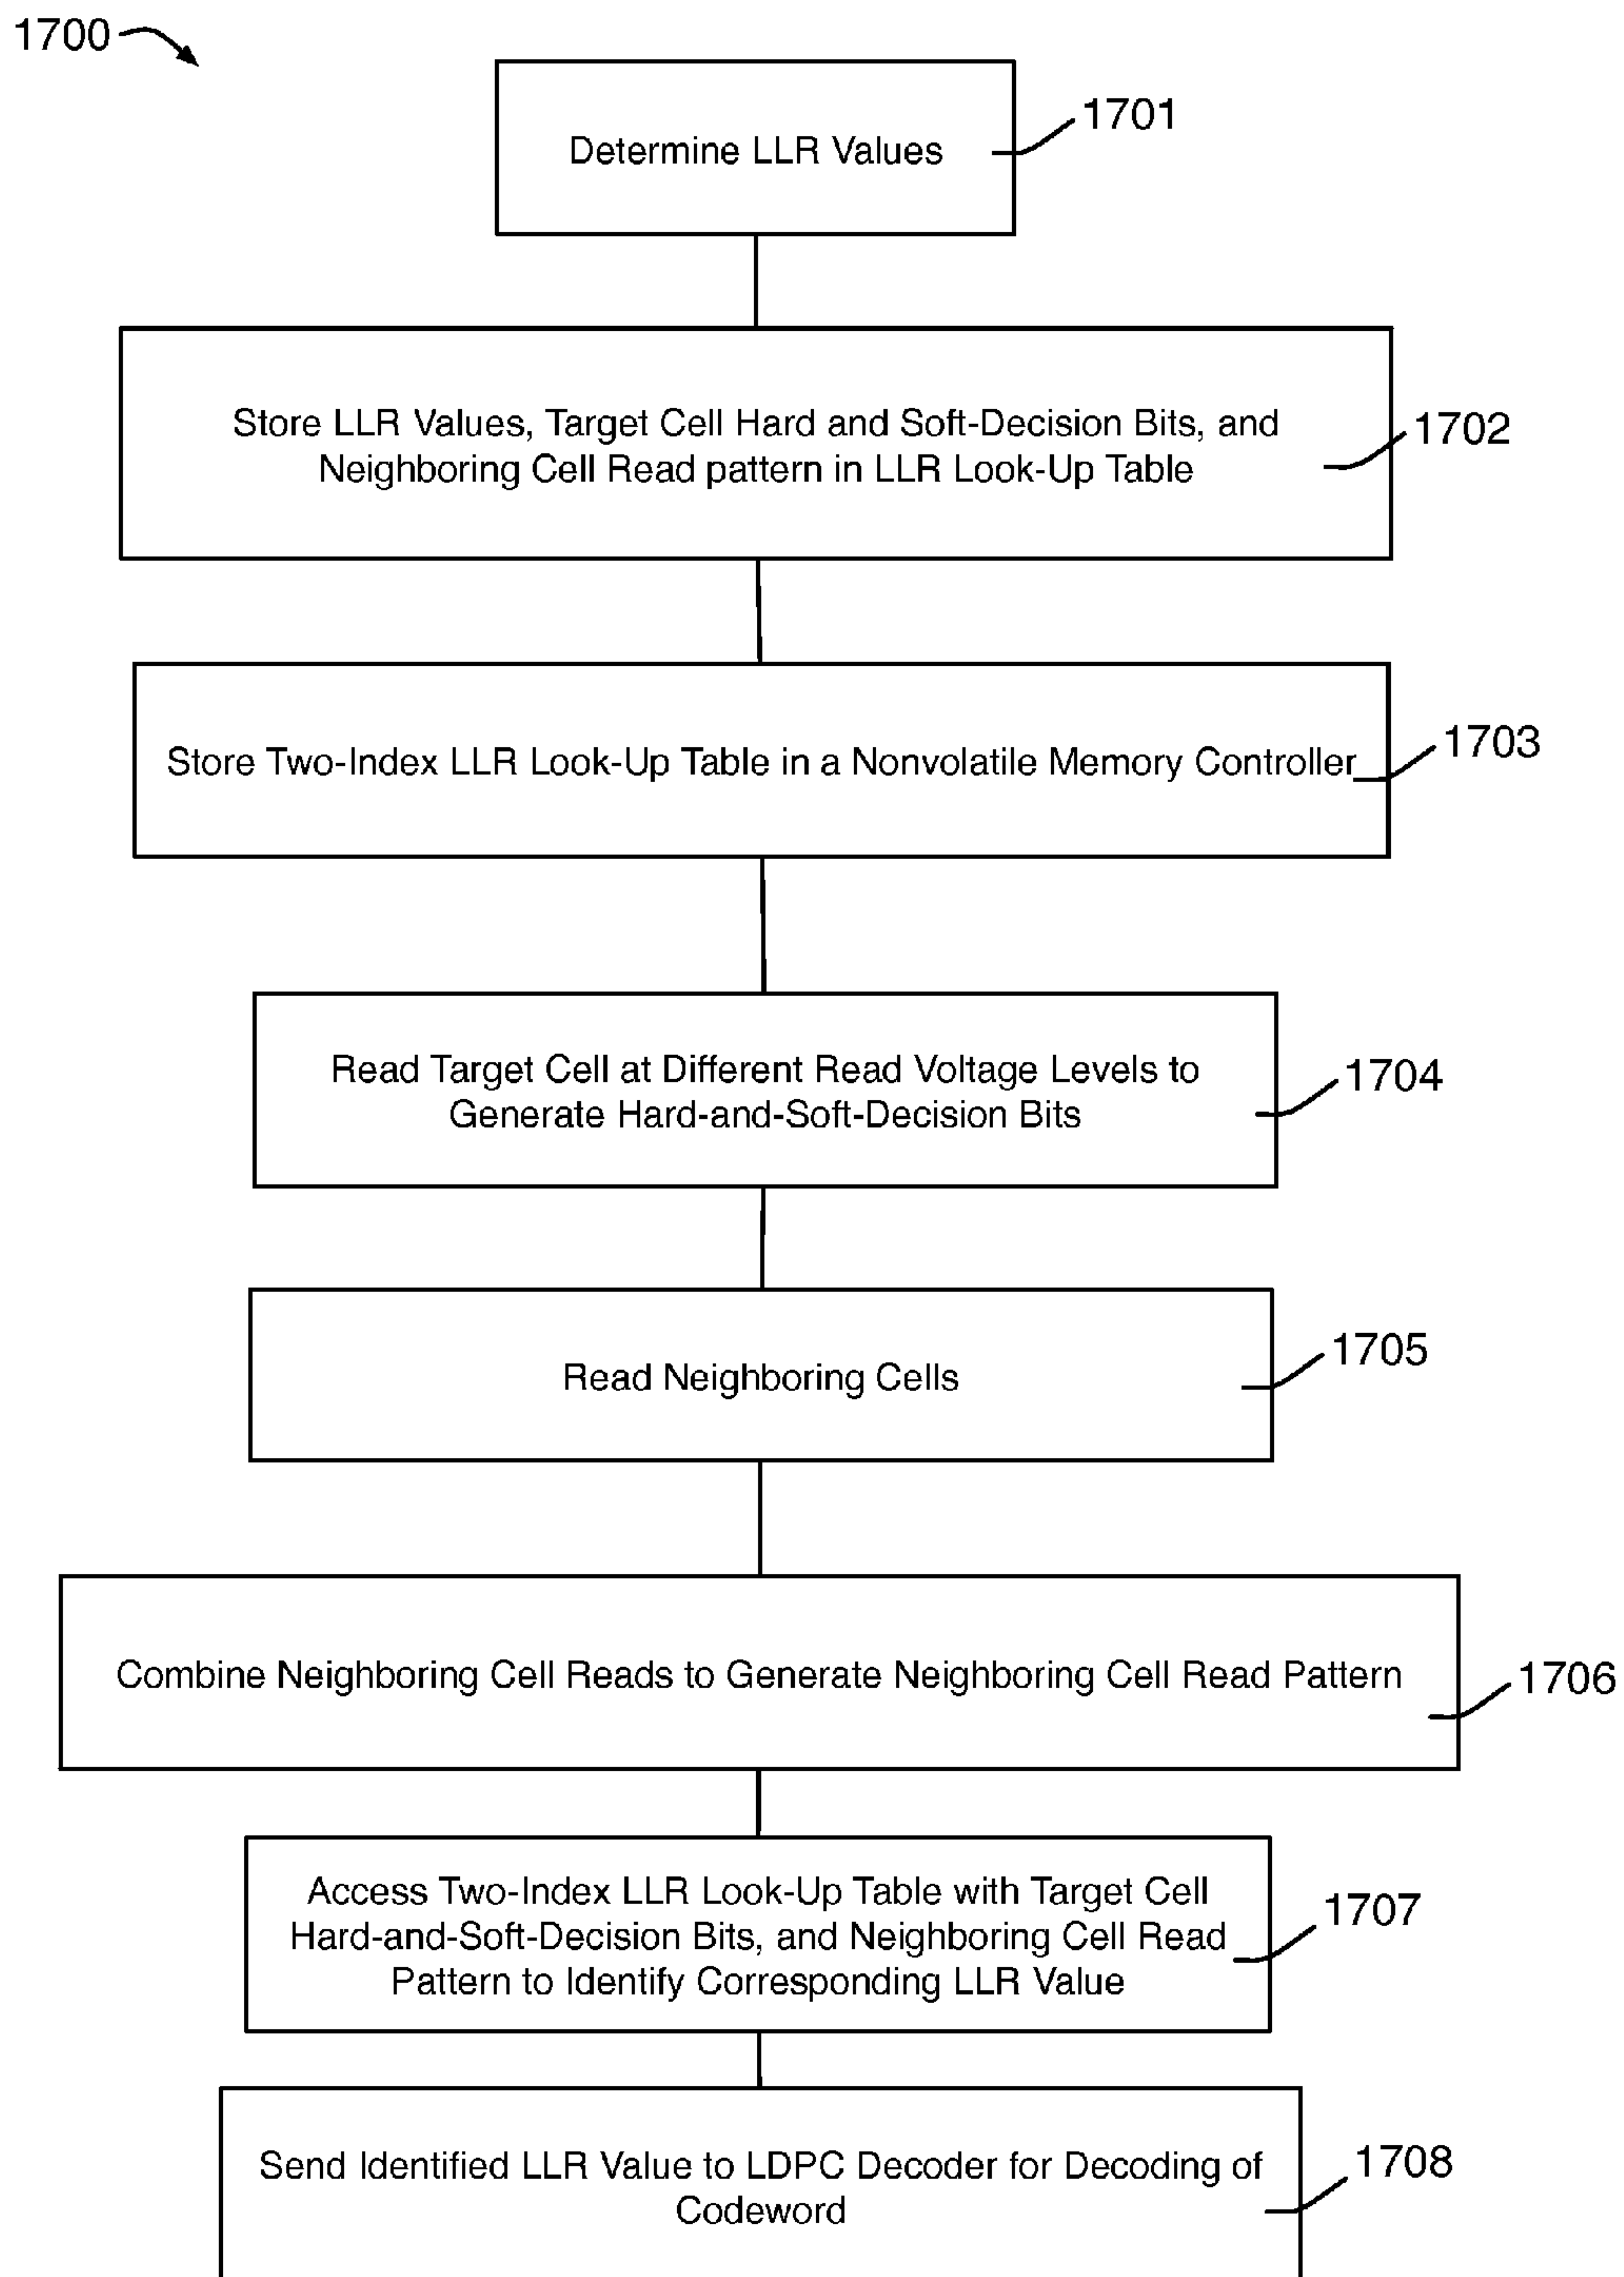 1700
Determine LLR Values
1701
Store LLR Values, Target Cell Hard and Soft-Decision Bits, and
Neighboring Cell Read pattern in LLR Look-Up Table
1702
Store Two-Index LLR Look-Up Table in a Nonvolatile Memory Controller
1703
Read Target Cell at Different Read Voltage Levels to
Generate Hard-and-Soft-Decision Bits
1704
Read Neighboring Cells
1705
Combine Neighboring Cell Reads to Generate Neighboring Cell Read Pattern
1706
Access Two-Index LLR Look-Up Table with Target Cell
Hard-and-Soft-Decision Bits, and Neighboring Cell Read
Pattern to Identify Corresponding LLR Value
1707
Send Identified LLR Value to LDPC Decoder for Decoding of
Codeword
1708